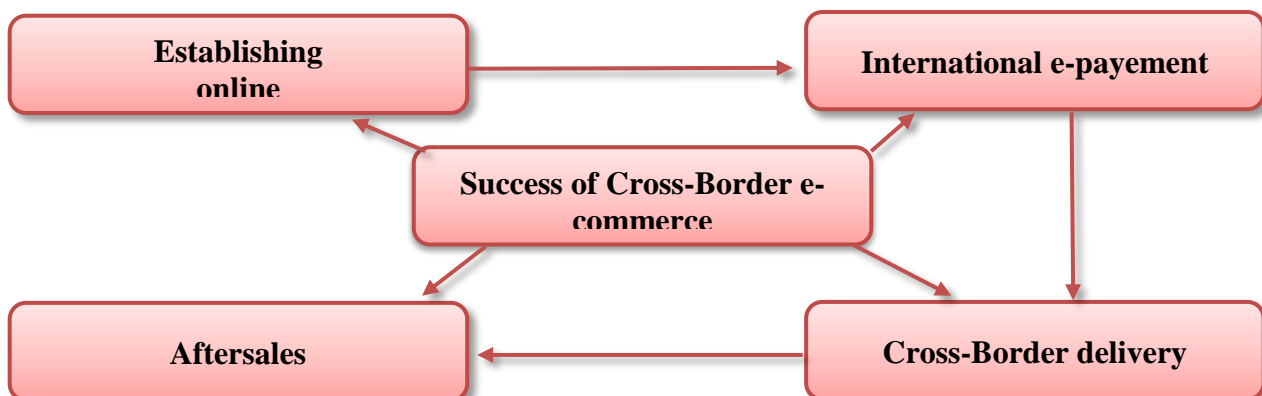 Establishing
online
International e-payement
Success of Cross-Border e-
commerce
Aftersales
Cross-Border delivery